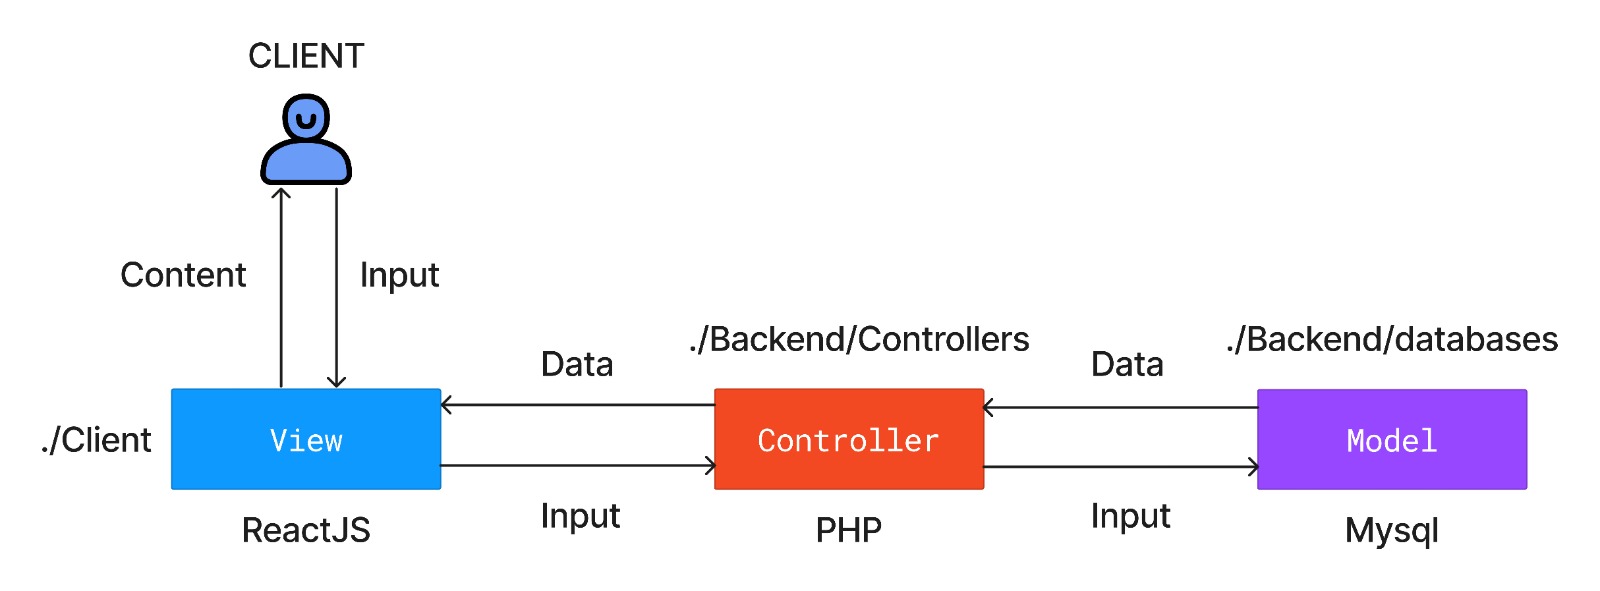 CLIENT
Content
Input
./Backend/Controllers
./Backend/databases
Data
Data
./Client
View
Controller
Model
Input
Input
ReactJS
PHP
Mysql